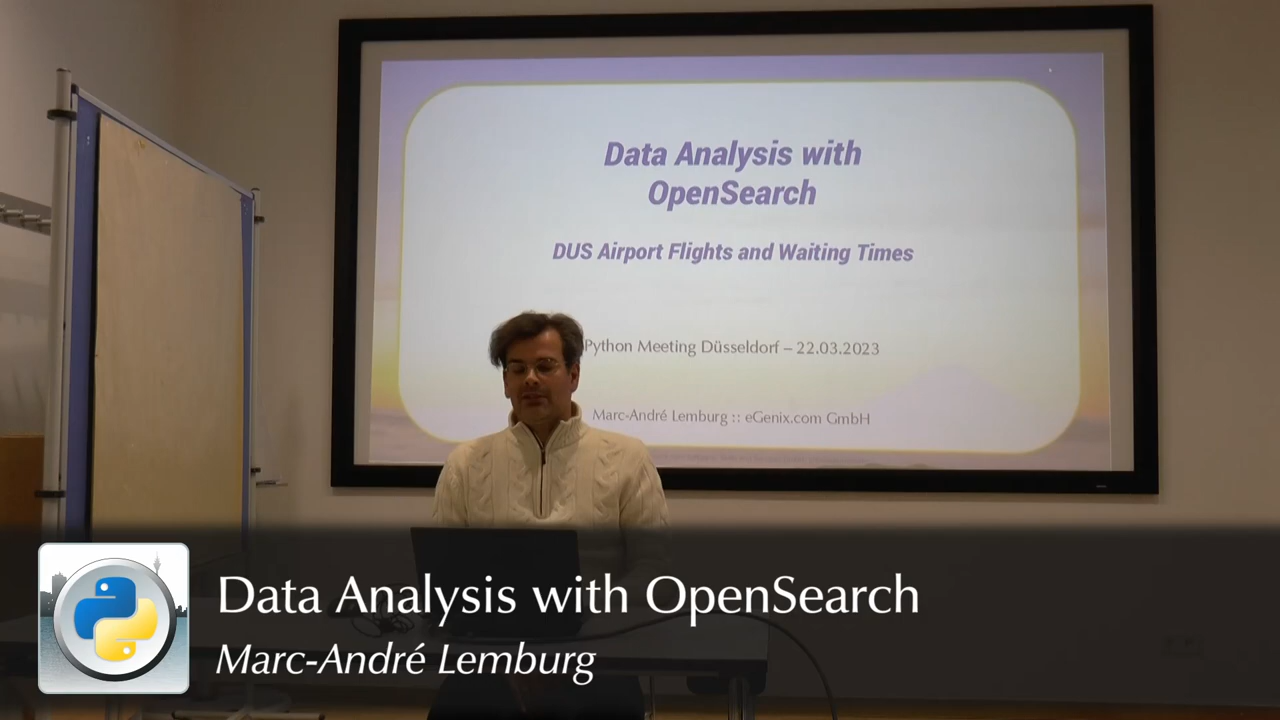 Data Analysis with
OpenSearch
DUS Airport Flights and Waiting Times
Python Meeting Düsseldorf – 22.03.2023
Marc-André Lemburg :: eGenix.com GmbH
Data Analysis with OpenSearch
Marc-André Lemburg